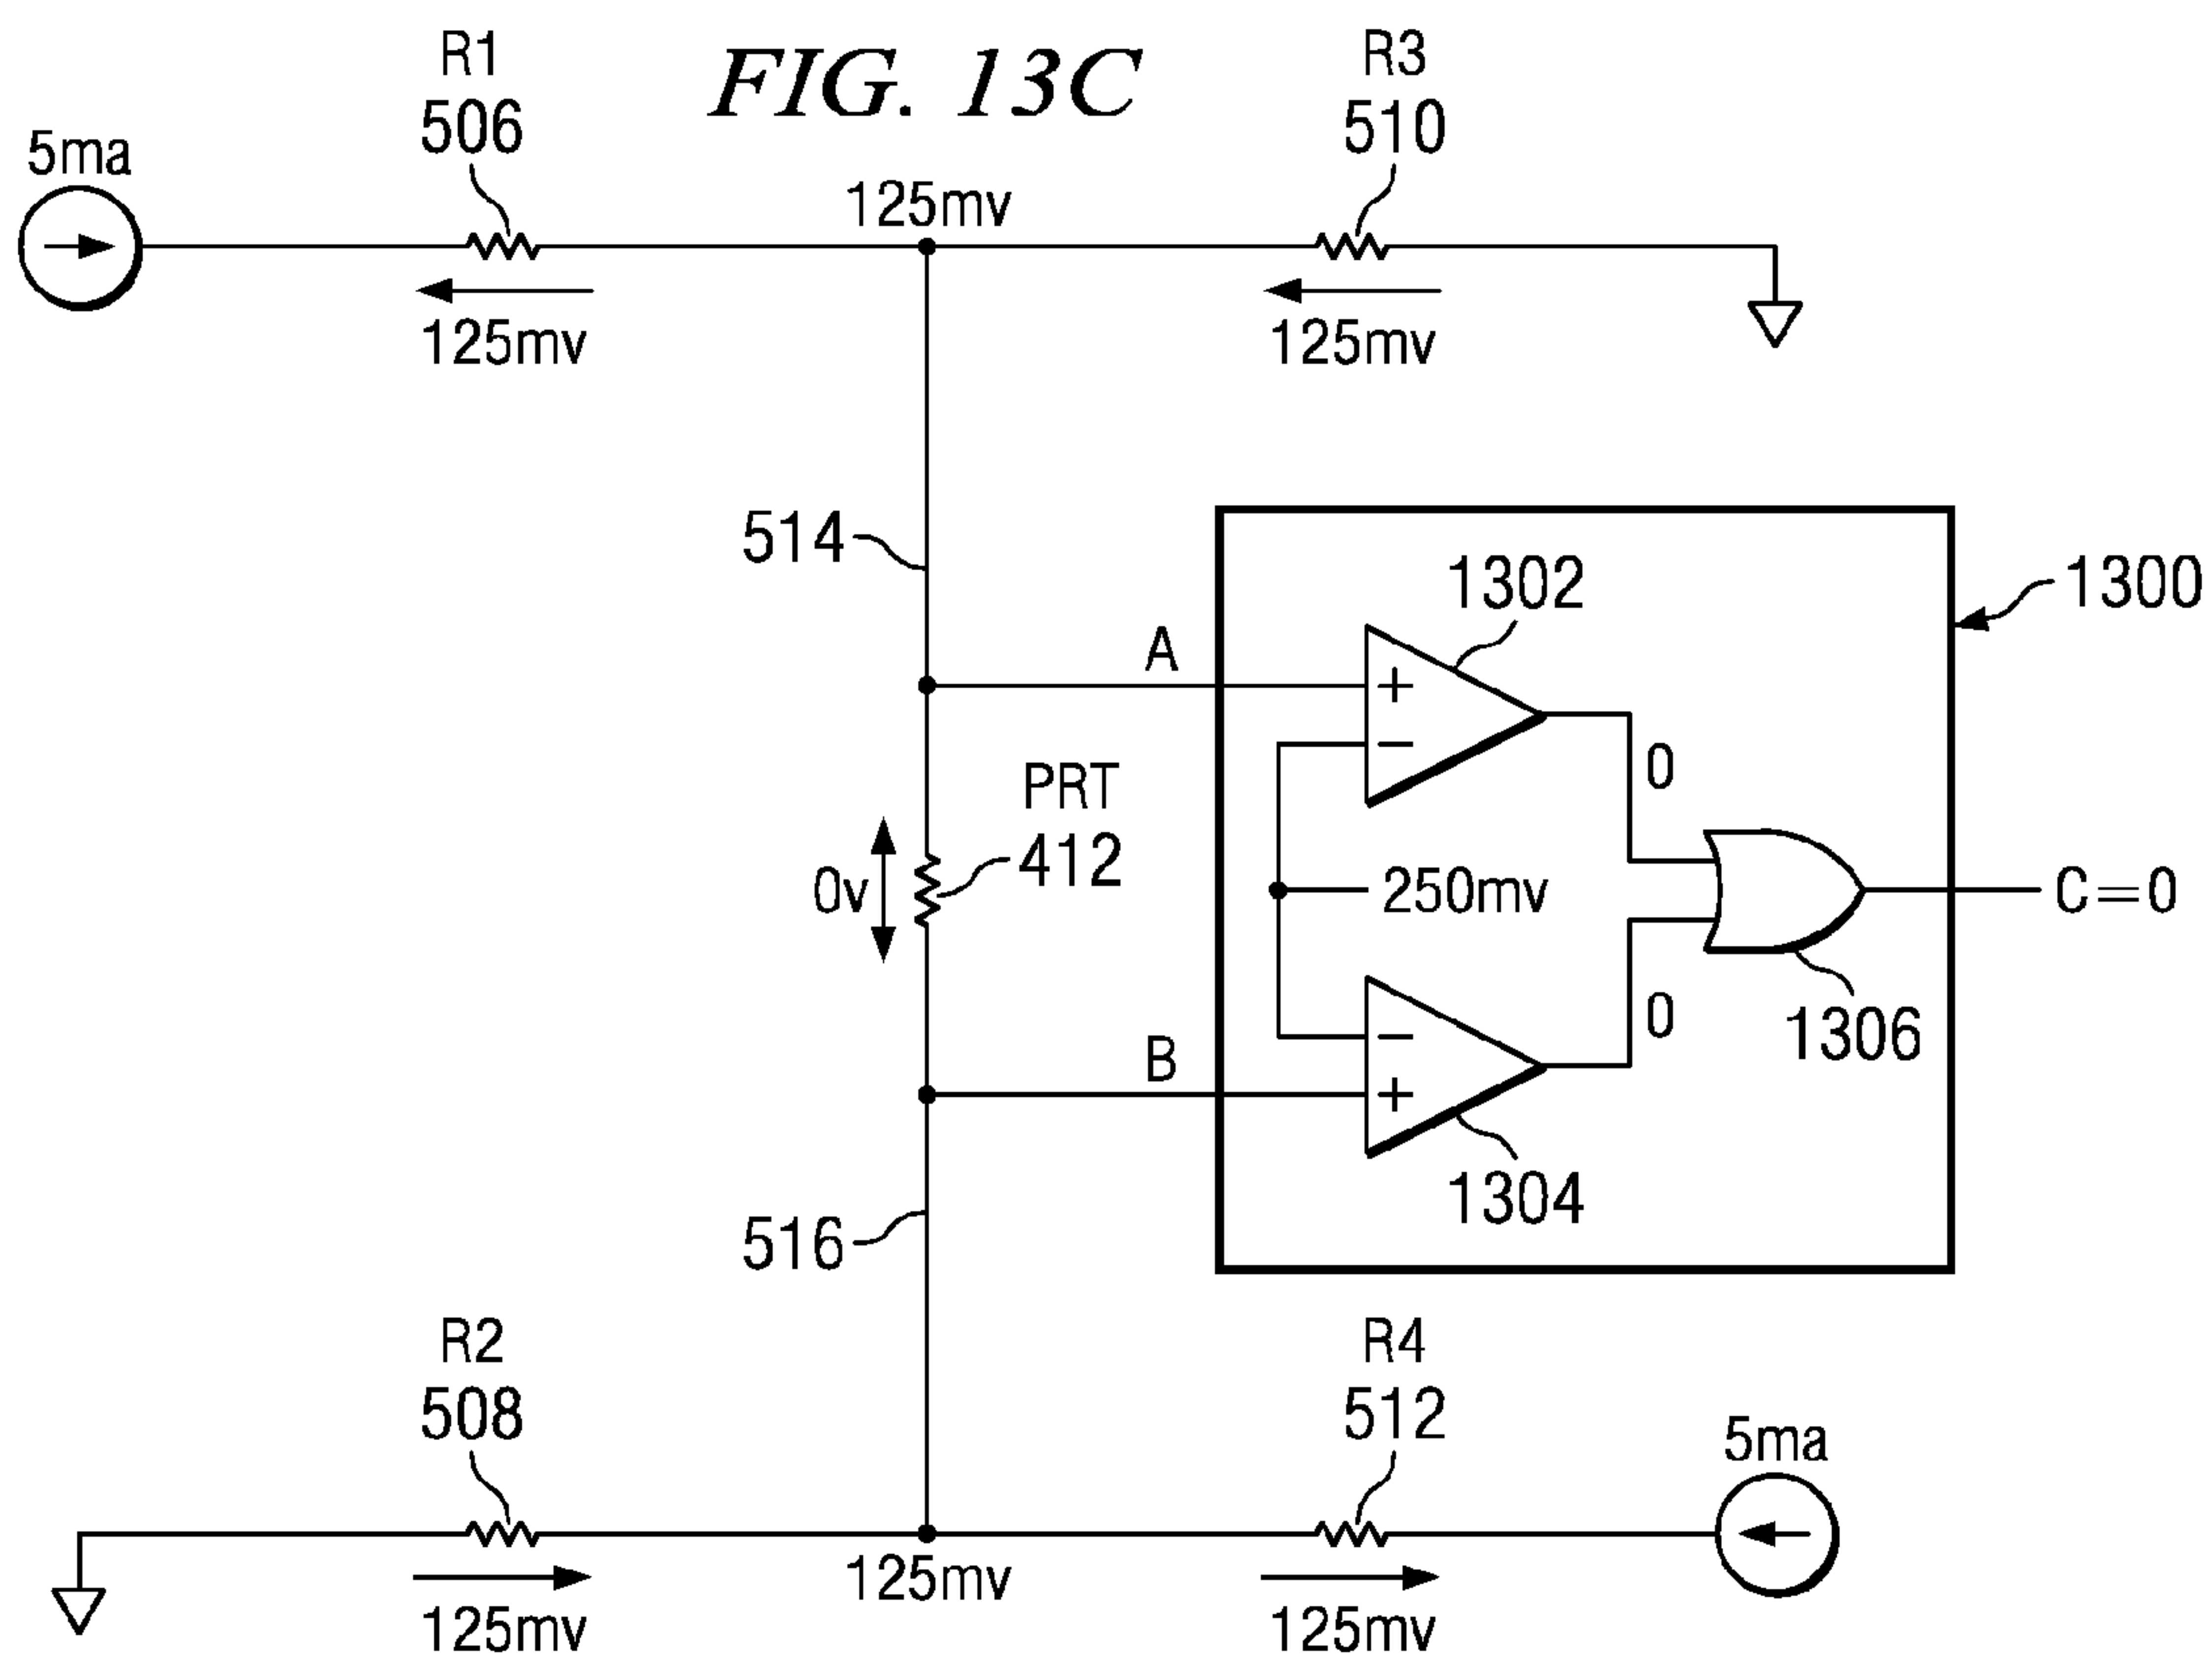 FIG. 13C
R1
506
R3
510
5ma
125mv
125mv
125mv
514
1302
1300
A
+
−
0
PRT
412
0v
250mv
C=0
0
1306
B
−
+
1304
516
R2
508
R4
512
5ma
125mv
125mv
125mv